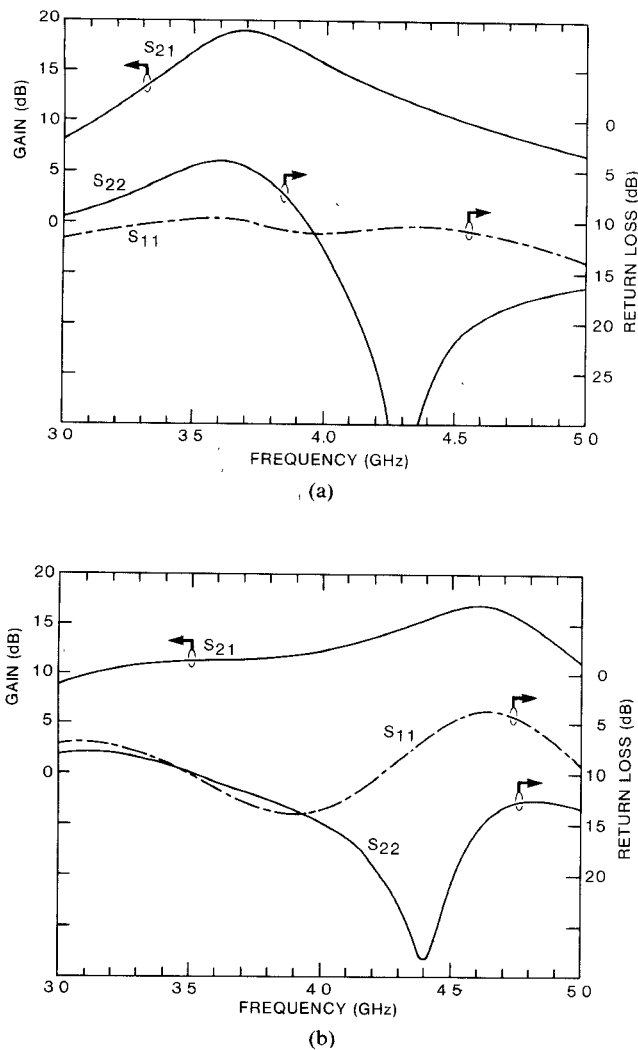 20
S21
15
10
0
GAIN (dB)
5
S22
5
0
10
S11
15
RETURN LOSS (dB)
20
25
3 0 3 5 4.0 4.5 5 0
FREQUENCY (GHz)
(a)
20
15
S21
10
0
GAIN (dB)
5
S11
5
0
10
15
RETURN LOSS (dB)
S22
20
3 0 3 5 4 0 4 5 5 0
FREQUENCY (GHz)
(b)